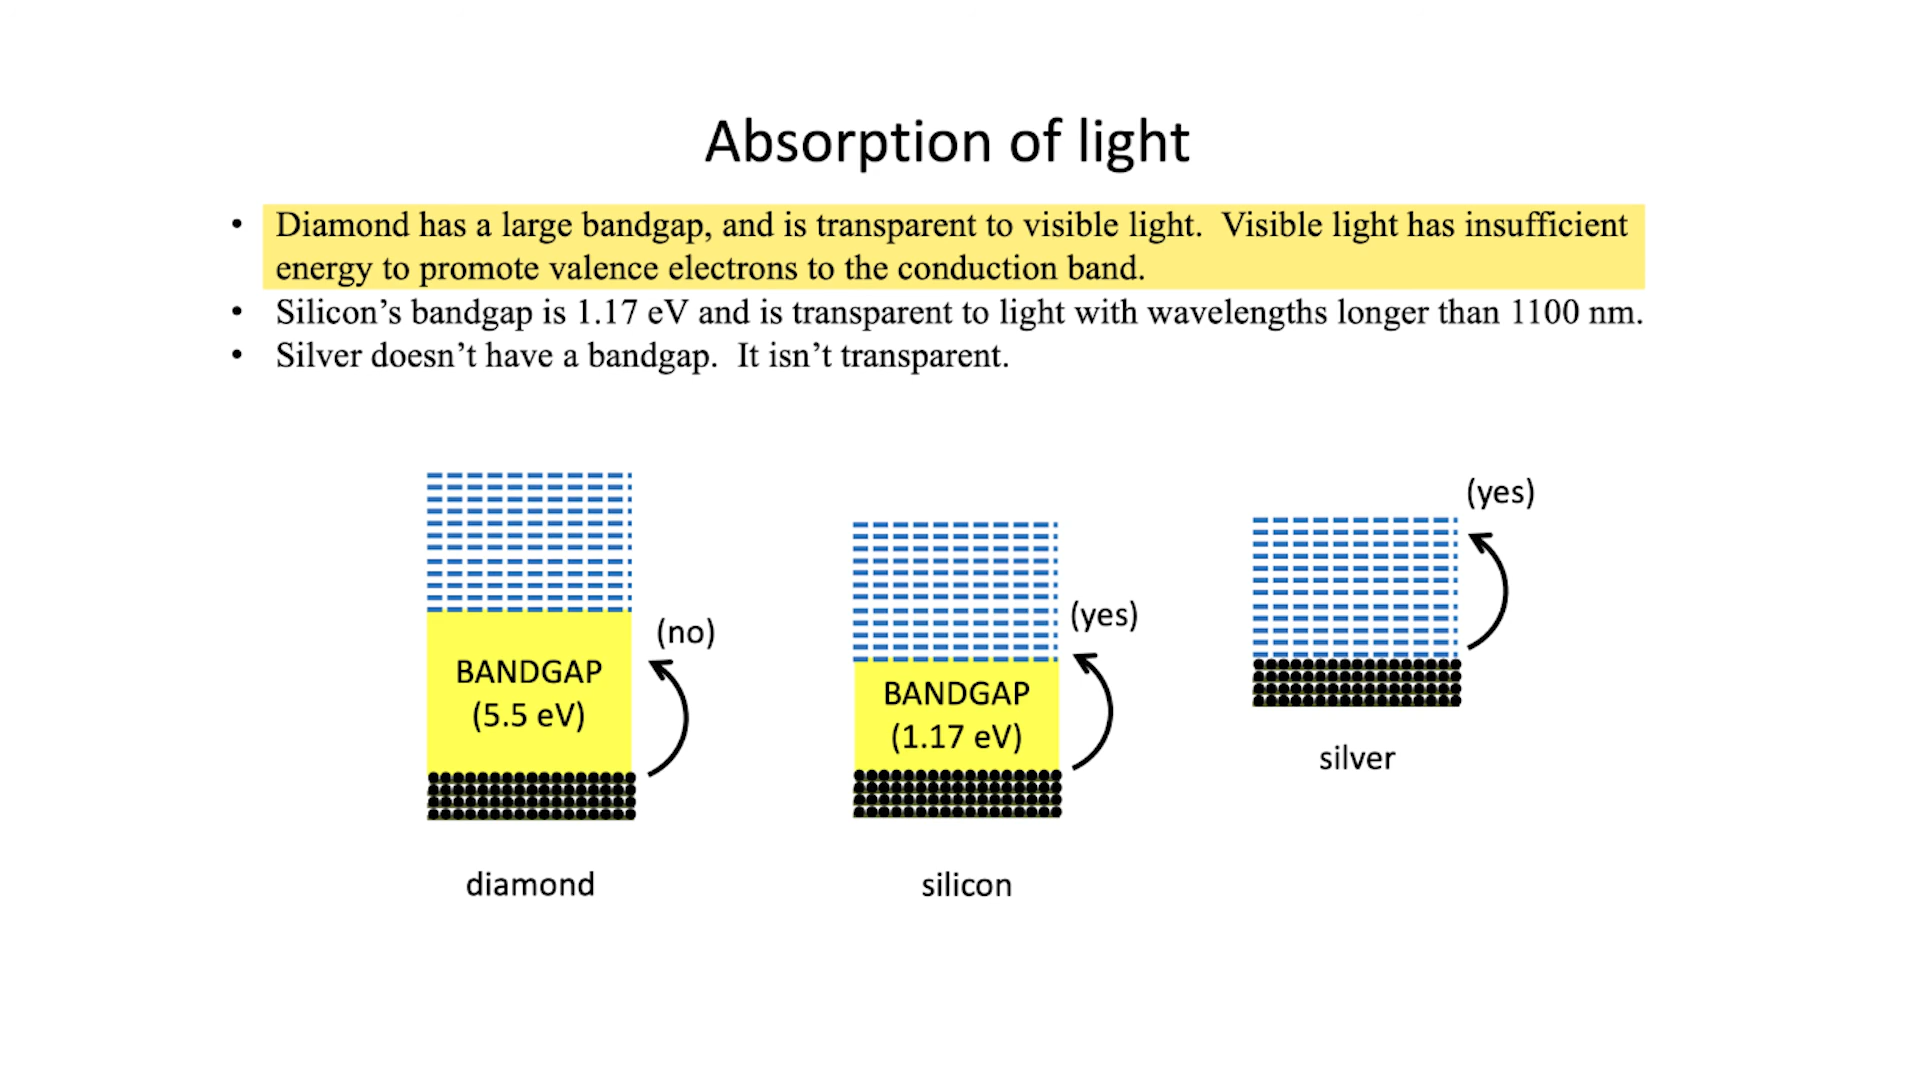 Absorption of light
• Diamond has a large bandgap, and is transparent to visible light. Visible light has insufficient
energy to promote valence electrons to the conduction band.
• Silicon’s bandgap is 1.17 eV and is transparent to light with wavelengths longer than 1100 nm.
• Silver doesn’t have a bandgap. It isn’t transparent.
BANDGAP
(5.5 eV)
(no)
diamond
BANDGAP
(1.17 eV)
(yes)
silicon
(yes)
silver